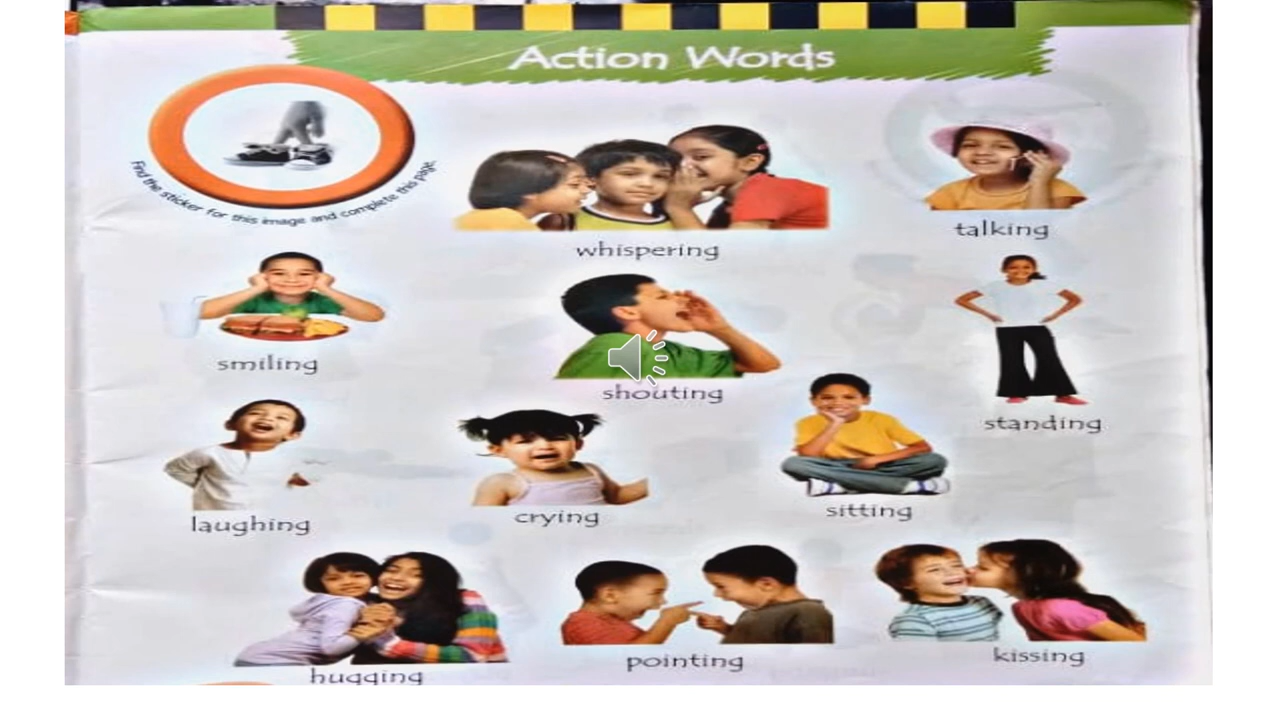 Action Words
Find the sticker for this image and complete this page.
whispering
talking
smiling
shouting
standing
laughing
crying
sitting
hugging
pointing
kissing